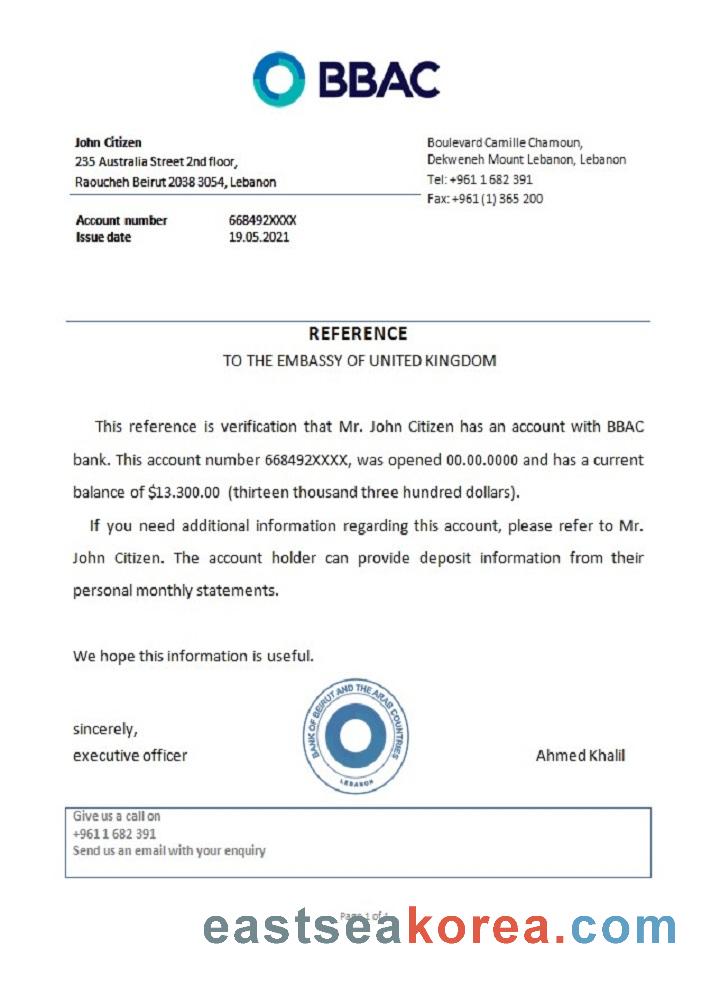 BBAC
John Citizen
235 Australia Street 2nd floor,
Raoucheh Beirut 2038 3054, Lebanon
Boulevard Camille Chamoun,
Dekweneh Mount Lebanon, Lebanon
Tel: +961 1 682 391
Fax: +961 (1) 365 200
Account number 668492XXXX
Issue date 19.05.2021
REFERENCE
TO THE EMBASSY OF UNITED KINGDOM
This reference is verification that Mr. John Citizen has an account with BBAC
bank. This account number 668492XXXX, was opened 00.00.0000 and has a current
balance of $13.300.00 (thirteen thousand three hundred dollars).
If you need additional information regarding this account, please refer to Mr.
John Citizen. The account holder can provide deposit information from their
personal monthly statements.
We hope this information is useful.
BANK OF BEIRUT AND THE ARAB COUNTRIES
LEBANON
sincerely,
executive officer
Ahmed Khalil
Give us a call on
+961 1 682 391
Send us an email with your enquiry
Page 1 of 1
eastseakorea.com